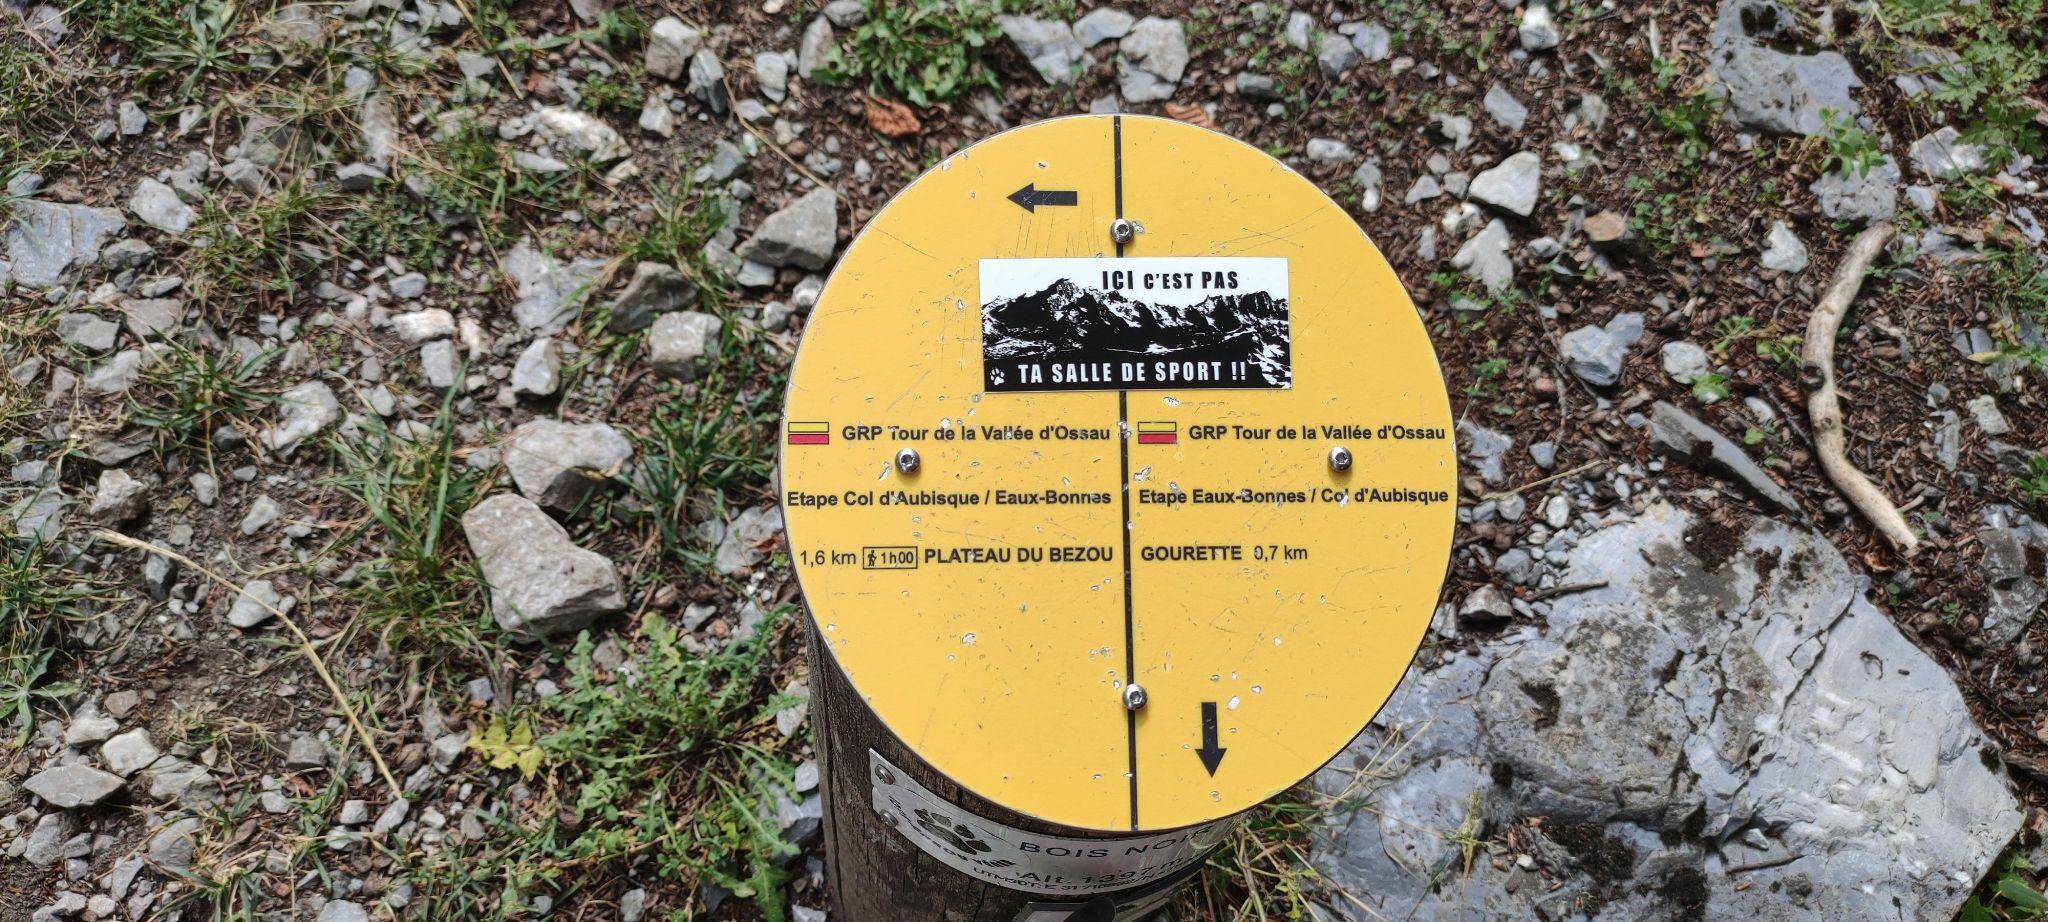 ICI C'EST PAS
TA SALLE DE SPORT !!
GRP Tour de la Vallée d'Ossau
Etape Col d'Aubisque / Eaux-Bonnes
1,6 km 1h00 PLATEAU DU BEZOU
GRP Tour de la Vallée d'Ossau
Etape Eaux-Bonnes / Col d'Aubisque
GOURETTE 0,7 km
BOIS NOIR
Alt. 1397m